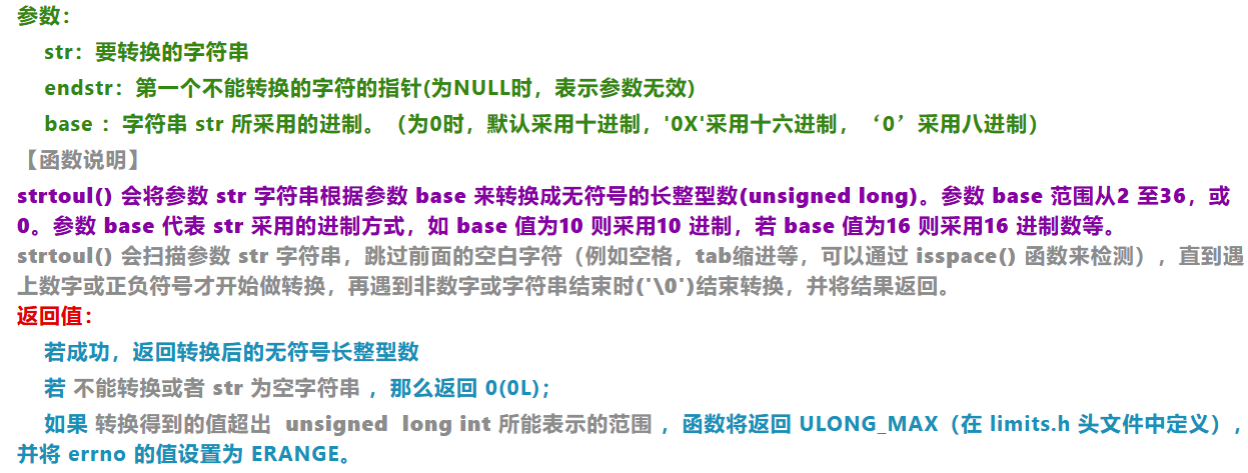 参数：
str：要转换的字符串
endstr：第一个不能转换的字符的指针(为NULL时，表示参数无效)
base ：字符串 str 所采用的进制。（为0时，默认采用十进制，'0X'采用十六进制，‘0’采用八进制）
【函数说明】
strtoul() 会将参数 str 字符串根据参数 base 来转换成无符号的长整型数(unsigned long)。参数 base 范围从2 至36，或
0。参数 base 代表 str 采用的进制方式，如 base 值为10 则采用10 进制，若 base 值为16 则采用16 进制数等。
strtoul() 会扫描参数 str 字符串，跳过前面的空白字符（例如空格，tab缩进等，可以通过 isspace() 函数来检测），直到遇
上数字或正负符号才开始做转换，再遇到非数字或字符串结束时('\0')结束转换，并将结果返回。
返回值：
若成功，返回转换后的无符号长整型数
若 不能转换或者 str 为空字符串 ，那么返回 0(0L)；
如果 转换得到的值超出 unsigned long int 所能表示的范围 ，函数将返回 ULONG_MAX（在 limits.h 头文件中定义），
并将 errno 的值设置为 ERANGE。